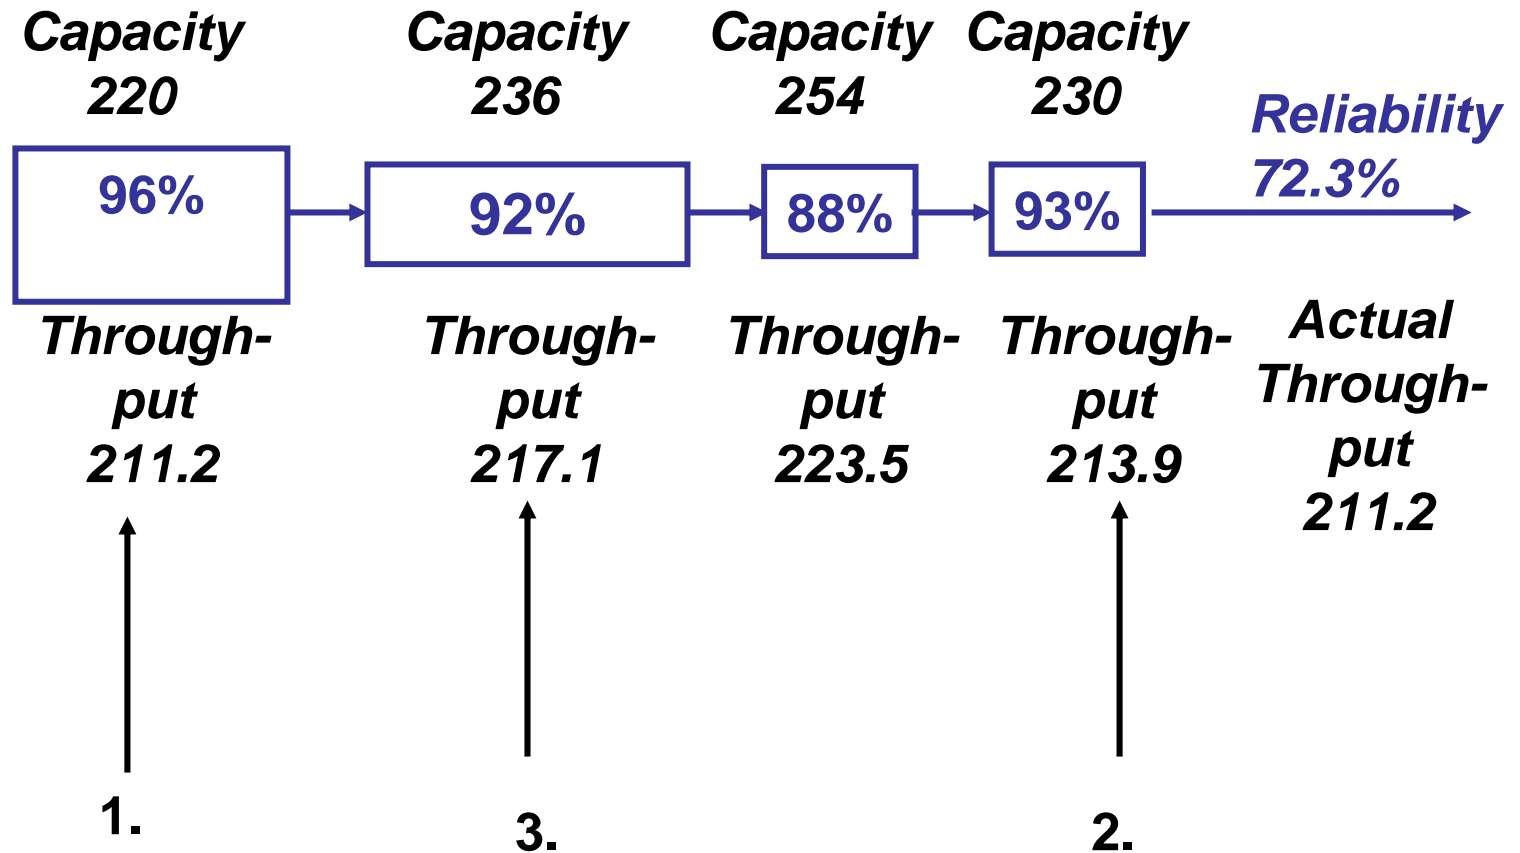 Capacity
220
Capacity
236
Capacity
254
Capacity
230
Reliability
72.3%
96%
92%
88%
93%
Through-
put
211.2
Through-
put
217.1
Through-
put
223.5
Through-
put
213.9
Actual
Through-
put
211.2
1.
3.
2.